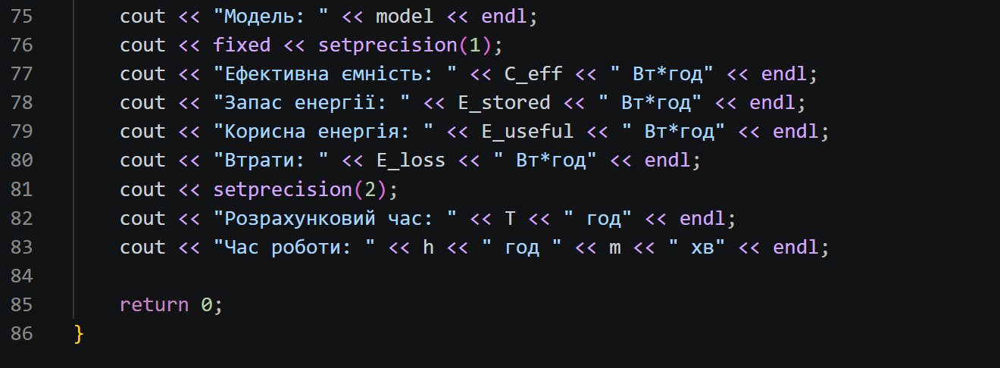 75 cout << "Модель: " << model << endl;
76 cout << fixed << setprecision(1);
77 cout << "Ефективна ємність: " << C_eff << " Вт*год" << endl;
78 cout << "Запас енергії: " << E_stored << " Вт*год" << endl;
79 cout << "Корисна енергія: " << E_useful << " Вт*год" << endl;
80 cout << "Втрати: " << E_loss << " Вт*год" << endl;
81 cout << setprecision(2);
82 cout << "Розрахунковий час: " << T << " год" << endl;
83 cout << "Час роботи: " << h << " год " << m << " хв" << endl;
84
85 return 0;
86 }